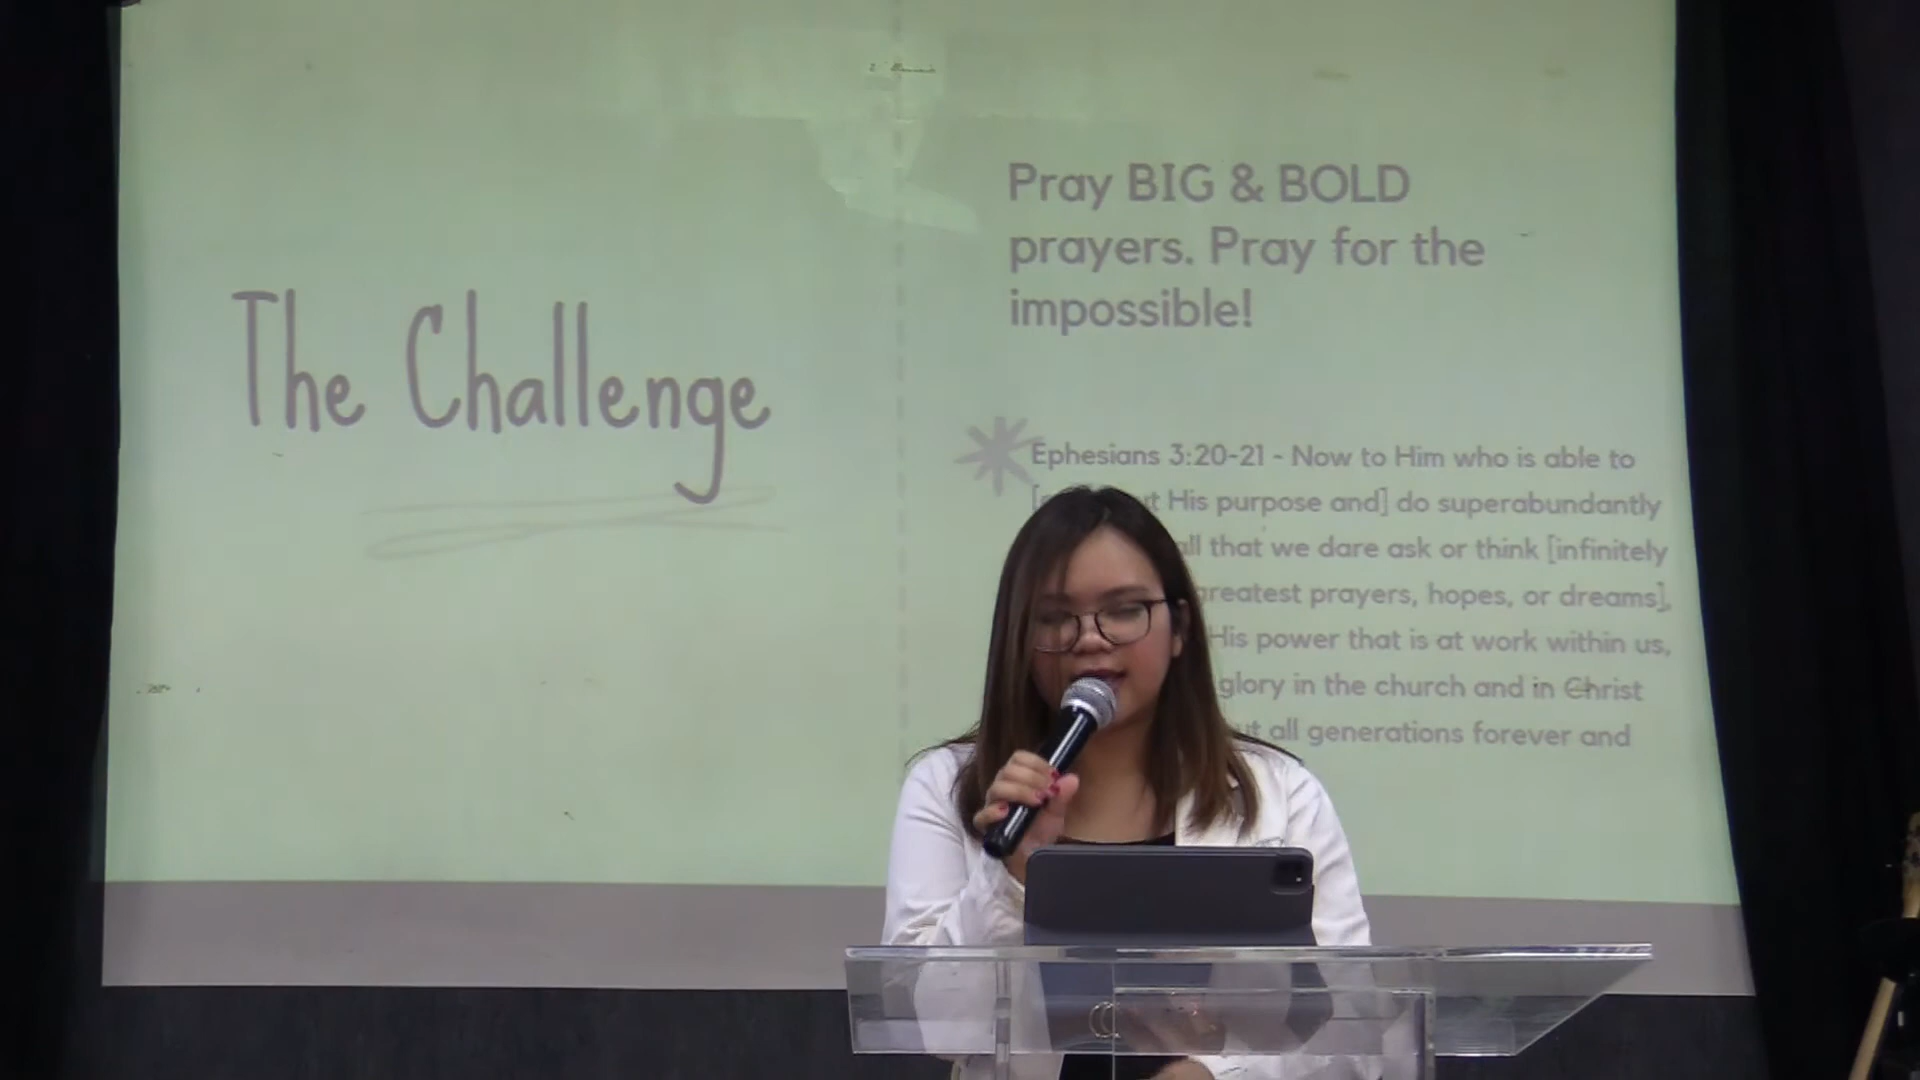 The Challenge
Pray BIG & BOLD
prayers. Pray for the
impossible!
Ephesians 3:20-21 - Now to Him who is able to
His purpose and] do superabundantly
all that we dare ask or think [infinitely
greatest prayers, hopes, or dreams],
His power that is at work within us,
glory in the church and in Christ
all generations forever and